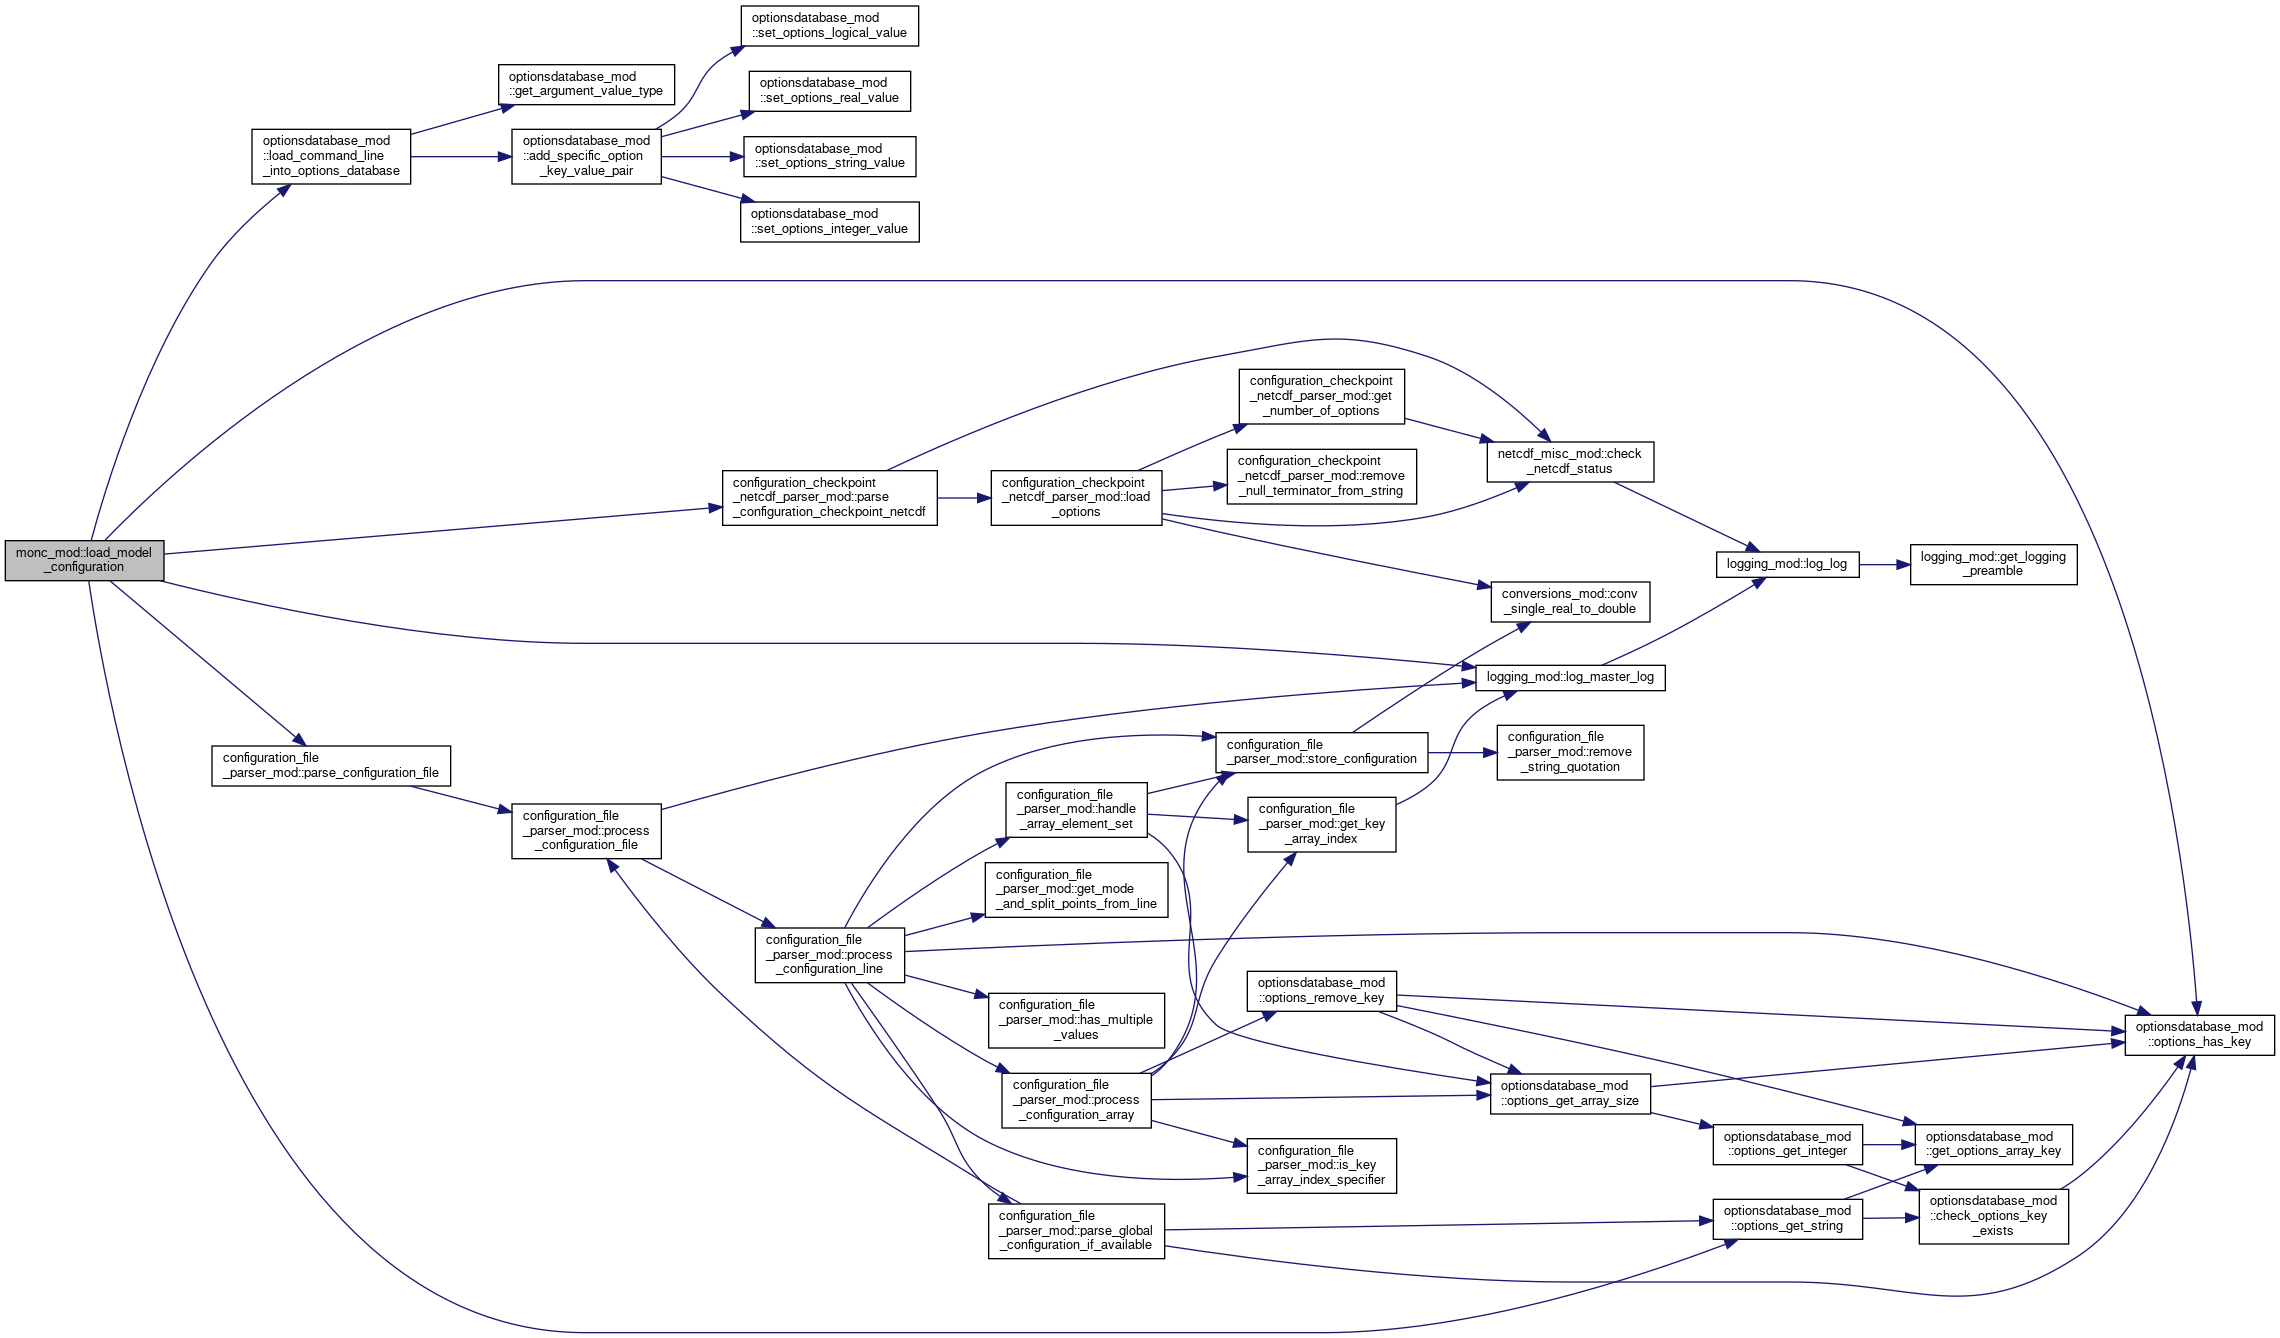 optionsdatabase_mod
::set_options_logical_value
optionsdatabase_mod
::get_argument_value_type
optionsdatabase_mod
::set_options_real_value
optionsdatabase_mod
::load_command_line
_into_options_database
optionsdatabase_mod
::add_specific_option
_key_value_pair
optionsdatabase_mod
::set_options_string_value
optionsdatabase_mod
::set_options_integer_value
configuration_checkpoint
_netcdf_parser_mod::get
_number_of_options
netcdf_misc_mod::check
_netcdf_status
configuration_checkpoint
_netcdf_parser_mod::remove
_null_terminator_from_string
configuration_checkpoint
_netcdf_parser_mod::parse
_configuration_checkpoint_netcdf
configuration_checkpoint
_netcdf_parser_mod::load
_options
monc_mod::load_model
_configuration
logging_mod::log_log
logging_mod::get_logging
_preamble
conversions_mod::conv
_single_real_to_double
logging_mod::log_master_log
configuration_file
_parser_mod::store_configuration
configuration_file
_parser_mod::remove
_string_quotation
configuration_file
_parser_mod::parse_configuration_file
configuration_file
_parser_mod::handle
_array_element_set
configuration_file
_parser_mod::get_key
_array_index
configuration_file
_parser_mod::process
_configuration_file
configuration_file
_parser_mod::get_mode
_and_split_points_from_line
configuration_file
_parser_mod::process
_configuration_line
optionsdatabase_mod
::options_remove_key
configuration_file
_parser_mod::has_multiple
_values
optionsdatabase_mod
::options_has_key
configuration_file
_parser_mod::process
_configuration_array
optionsdatabase_mod
::options_get_array_size
optionsdatabase_mod
::options_get_integer
optionsdatabase_mod
::get_options_array_key
configuration_file
_parser_mod::is_key
_array_index_specifier
optionsdatabase_mod
::check_options_key
_exists
optionsdatabase_mod
::options_get_string
configuration_file
_parser_mod::parse_global
_configuration_if_available